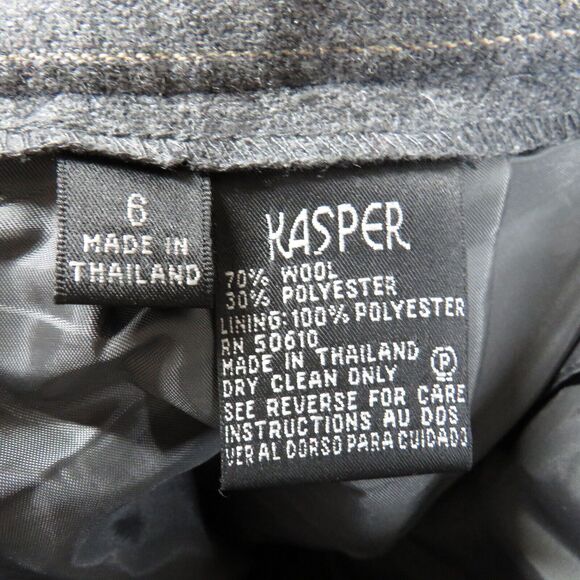 6
MADE IN
THAILAND
KASPER
70% WOOL
30% POLYESTER
LINING:100% POLYESTER
RN 50610
MADE IN THAILAND
DRY CLEAN ONLY
P
SEE REVERSE FOR CARE
INSTRUCTIONS AU DOS
VER AL DORSO PARA CUIDADO